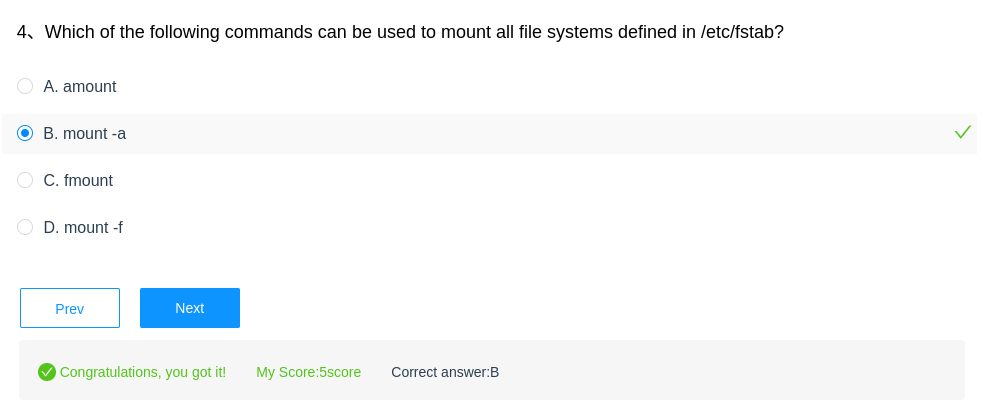 4、Which of the following commands can be used to mount all file systems defined in /etc/fstab?
A. amount
B. mount -a
C. fmount
D. mount -f
Prev Next
Congratulations, you got it! My Score:5score Correct answer:B